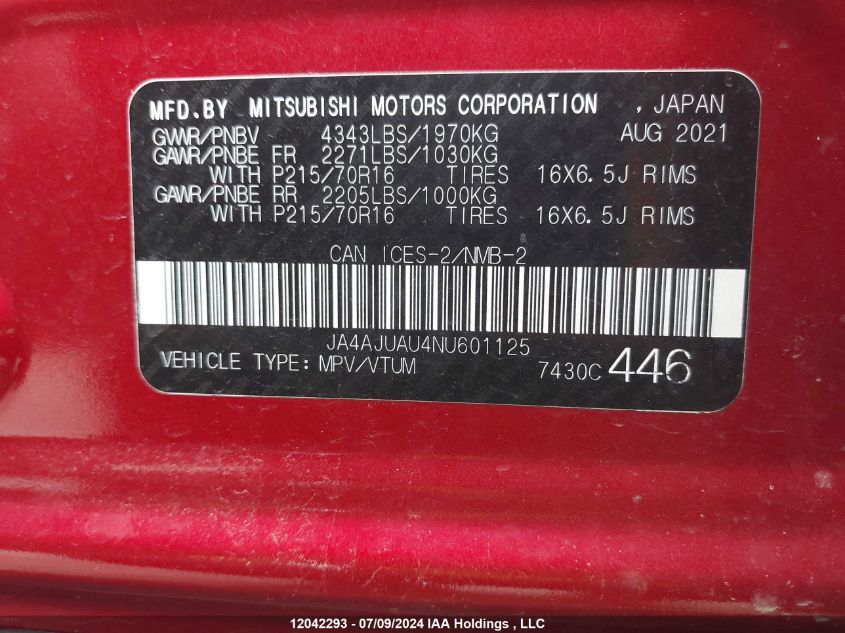 MFD.BY MITSUBISHI MOTORS CORPORATION , JAPAN
GVWR/PNBV 4343LBS/1970KG AUG 2021
GAWR/PNBE FR 2271LBS/1030KG
WITH P215/70R16 TIRES 16X6.5J RIMS
GAWR/PNBE RR 2205LBS/1000KG
WITH P215/70R16 TIRES 16X6.5J RIMS
CAN ICES-2/NMB-2
JA4AJUAU4NU601125
VEHICLE TYPE: MPV/VTUM 7430C 446
12042293 - 07/09/2024 IAA Holdings , LLC